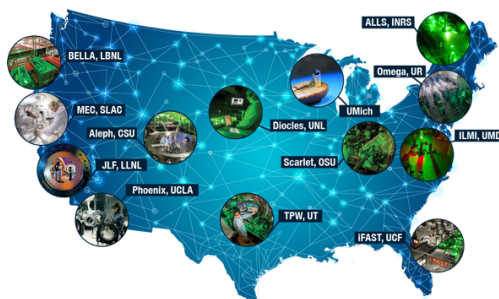 ALLS, INRS
BELLA, LBNL
Omega, UR
MEC, SLAC
UMich
Aleph, CSU
Diocles, UNL
ILMI, UMD
Scarlet, OSU
JLF, LLNL
Phoenix, UCLA
TPW, UT
iFAST, UCF